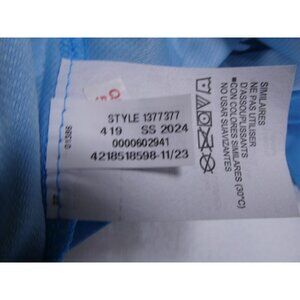 STYLE 1377377
419 SS 2024
0000602941
4218518598-11/23
SIMILAIRES
NE PAS UTILISER
D'ASSOUPLISSANTS
•CON COLORES SIMILARES (30°C)
NO USAR SUAVIZANTES